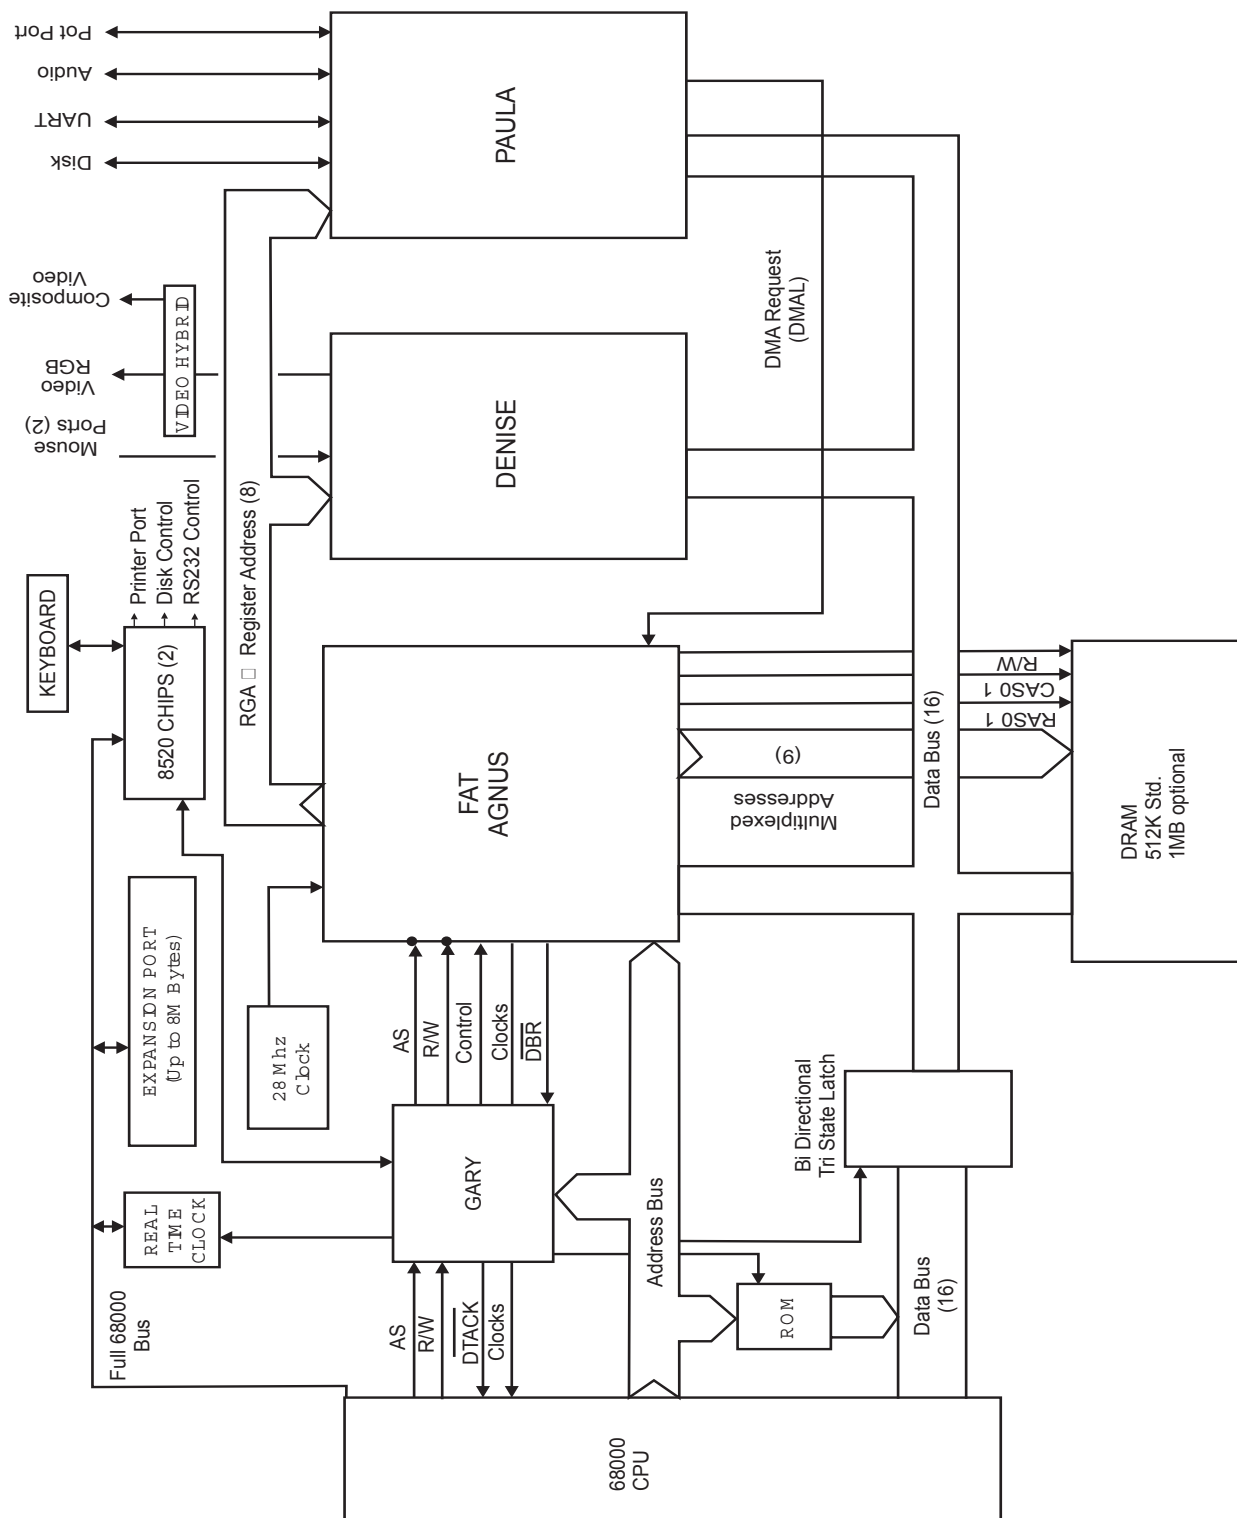 Pot Port
Audio
UART
Disk
PAULA
Composite
Video
VIDEO HYBRID
Video
RGB
Mouse
Ports (2)
DMA Request
(DMAL)
DENISE
KEYBOARD
8520 CHIPS (2)
Printer Port
Disk Control
RS232 Control
RGA □ Register Address (8)
FAT
AGNUS
R/W
CAS0 1
RAS0 1
(9)
Multiplexed
Addresses
Data Bus (16)
DRAM
512K Std.
1MB optional
EXPANSION PORT
(Up to 8M Bytes)
28 Mhz
Clock
AS
R/W
Control
Clocks
DBR
GARY
REAL
TIME
CLOCK
Full 68000
Bus
AS
R/W
DTACK
Clocks
Address Bus
Bi Directional
Tri State Latch
ROM
Data Bus
(16)
68000
CPU